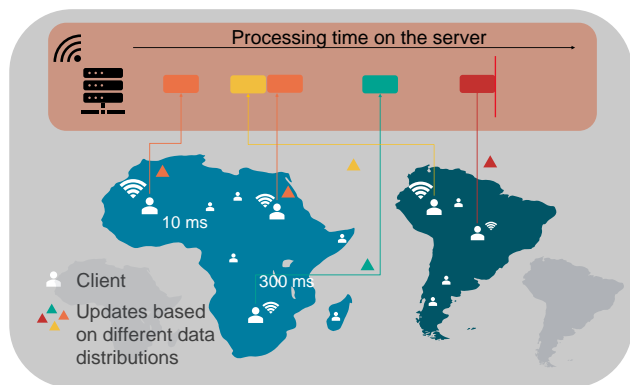 Processing time on the server
10 ms
300 ms
Client
Updates based
on different data
distributions